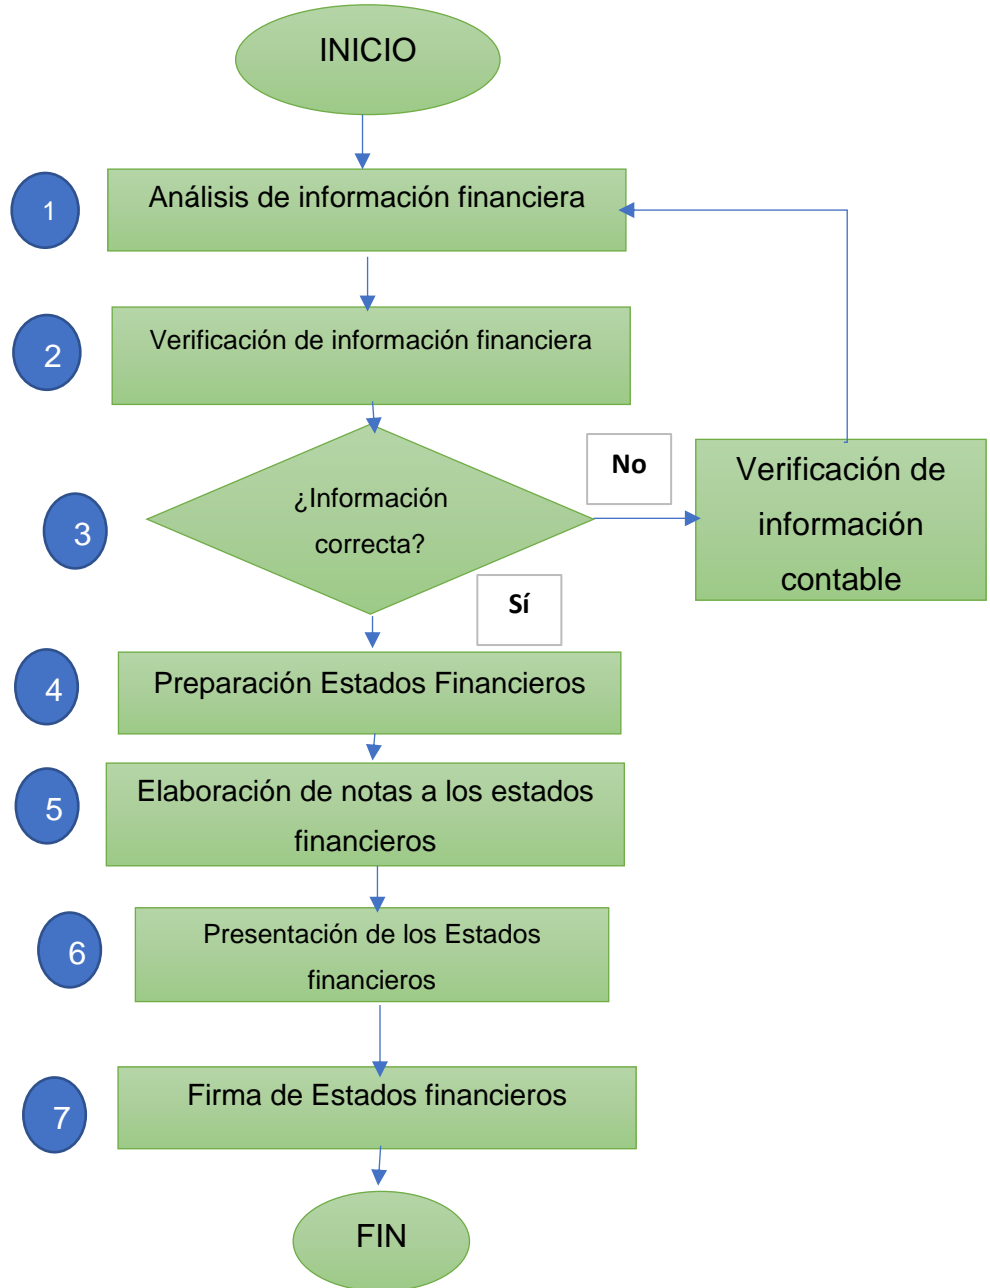 INICIO
1
Análisis de información financiera
2
Verificación de información financiera
3
¿Información
correcta?
No
Verificación de
información
contable
Sí
4
Preparación Estados Financieros
5
Elaboración de notas a los estados
financieros
6
Presentación de los Estados
financieros
7
Firma de Estados financieros
FIN